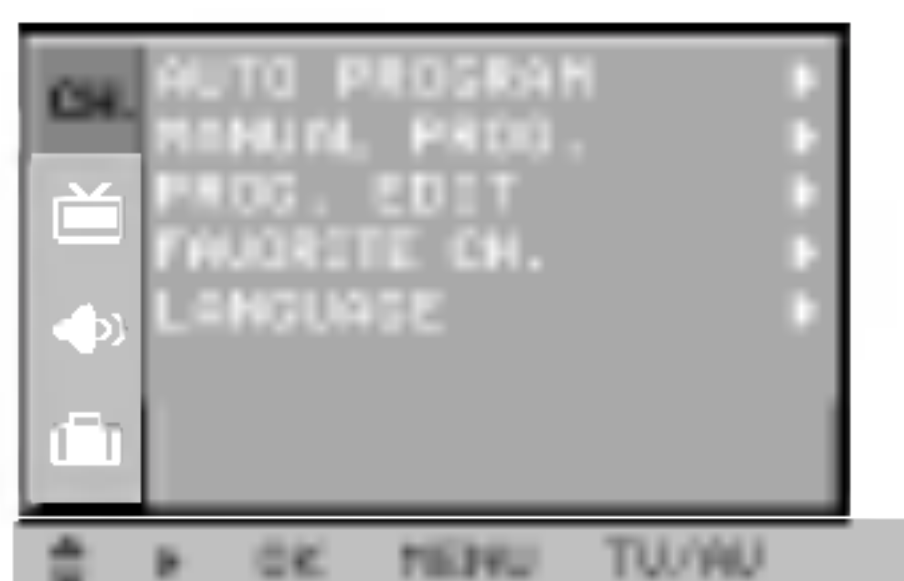 CH.
AUTO PROGRAM
MANUAL PROG.
PROG. EDIT
FAVORITE CH.
LANGUAGE
OK MENU TV/AV